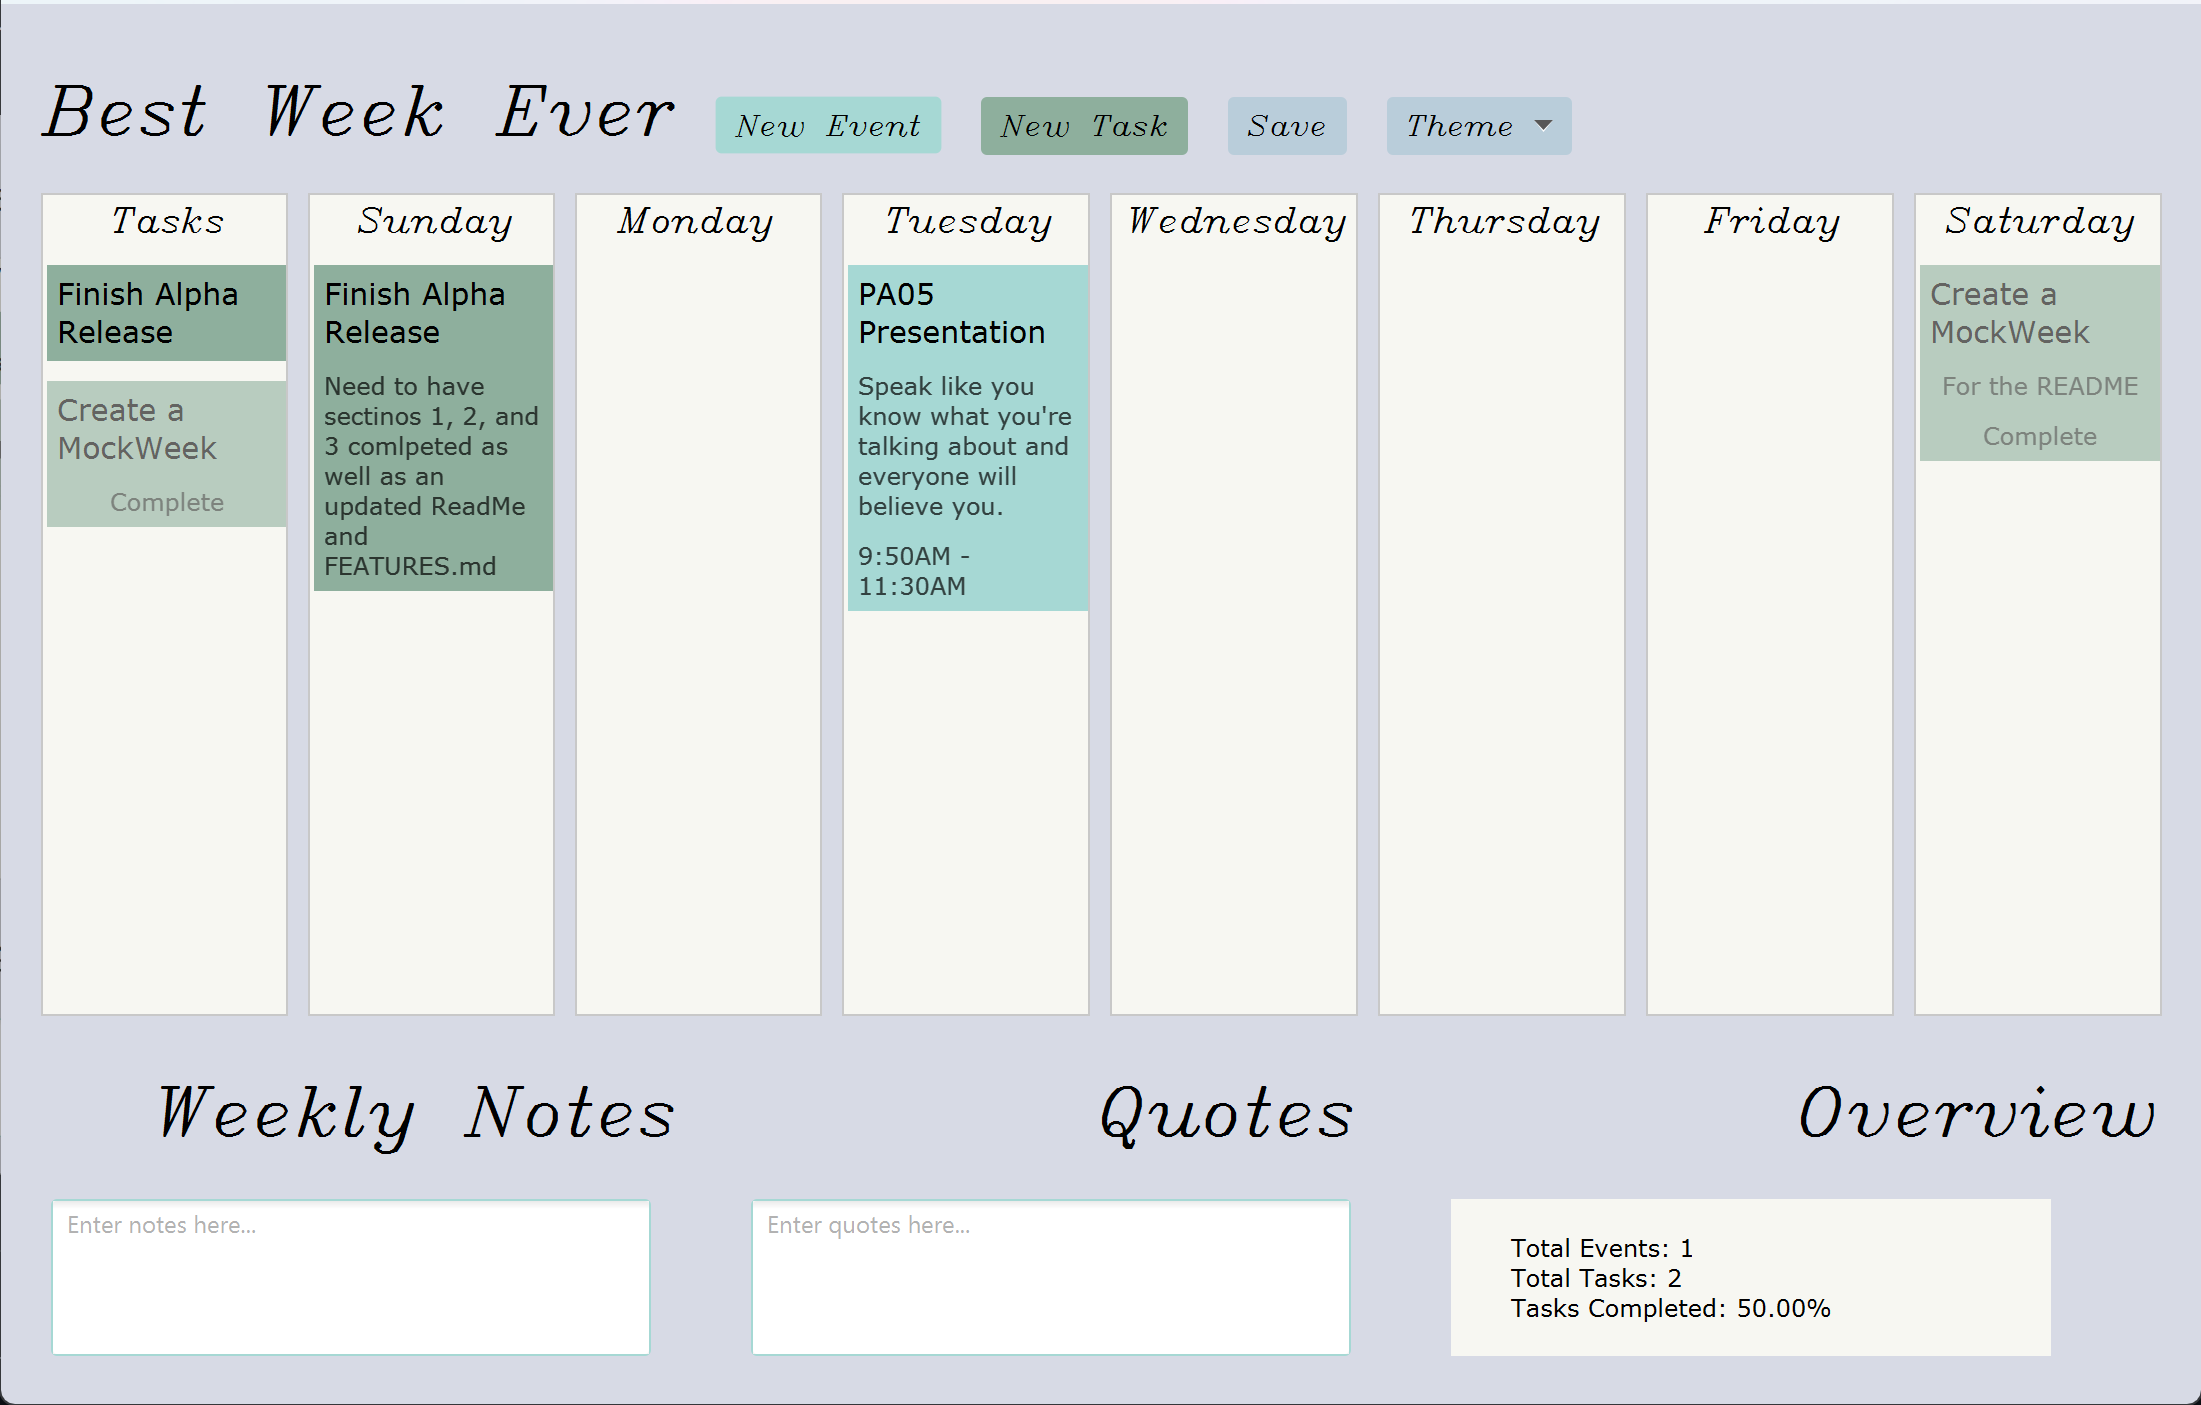 Best Week Ever
New Event
New Task
Save
Theme
Tasks
Finish Alpha
Release
Create a
MockWeek
Complete
Sunday
Finish Alpha
Release
Need to have
sectinos 1, 2, and
3 comlpeted as
well as an
updated ReadMe
and
FEATURES.md
Monday
Tuesday
PA05
Presentation
Speak like you
know what you're
talking about and
everyone will
believe you.
9:50AM -
11:30AM
Wednesday
Thursday
Friday
Saturday
Create a
MockWeek
For the README
Complete
Weekly Notes
Enter notes here...
Quotes
Enter quotes here...
Overview
Total Events: 1
Total Tasks: 2
Tasks Completed: 50.00%